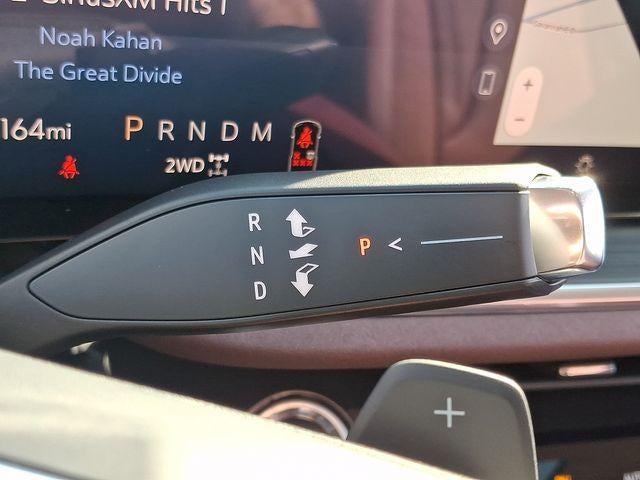 SiriusXM Hits 1
Noah Kahan
The Great Divide
164mi
P R N D M
2WD
R
N
D
P <
+
-
+